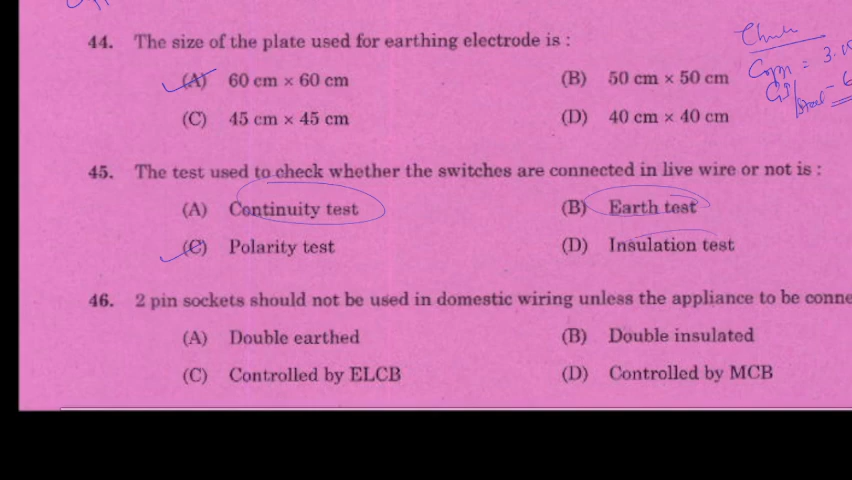 44. The size of the plate used for earthing electrode is :
(A) 60 cm × 60 cm (B) 50 cm × 50 cm
(C) 45 cm × 45 cm (D) 40 cm × 40 cm
45. The test used to check whether the switches are connected in live wire or not is :
(A) Continuity test (B) Earth test
(C) Polarity test (D) Insulation test
46. 2 pin sockets should not be used in domestic wiring unless the appliance to be conne
(A) Double earthed (B) Double insulated
(C) Controlled by ELCB (D) Controlled by MCB